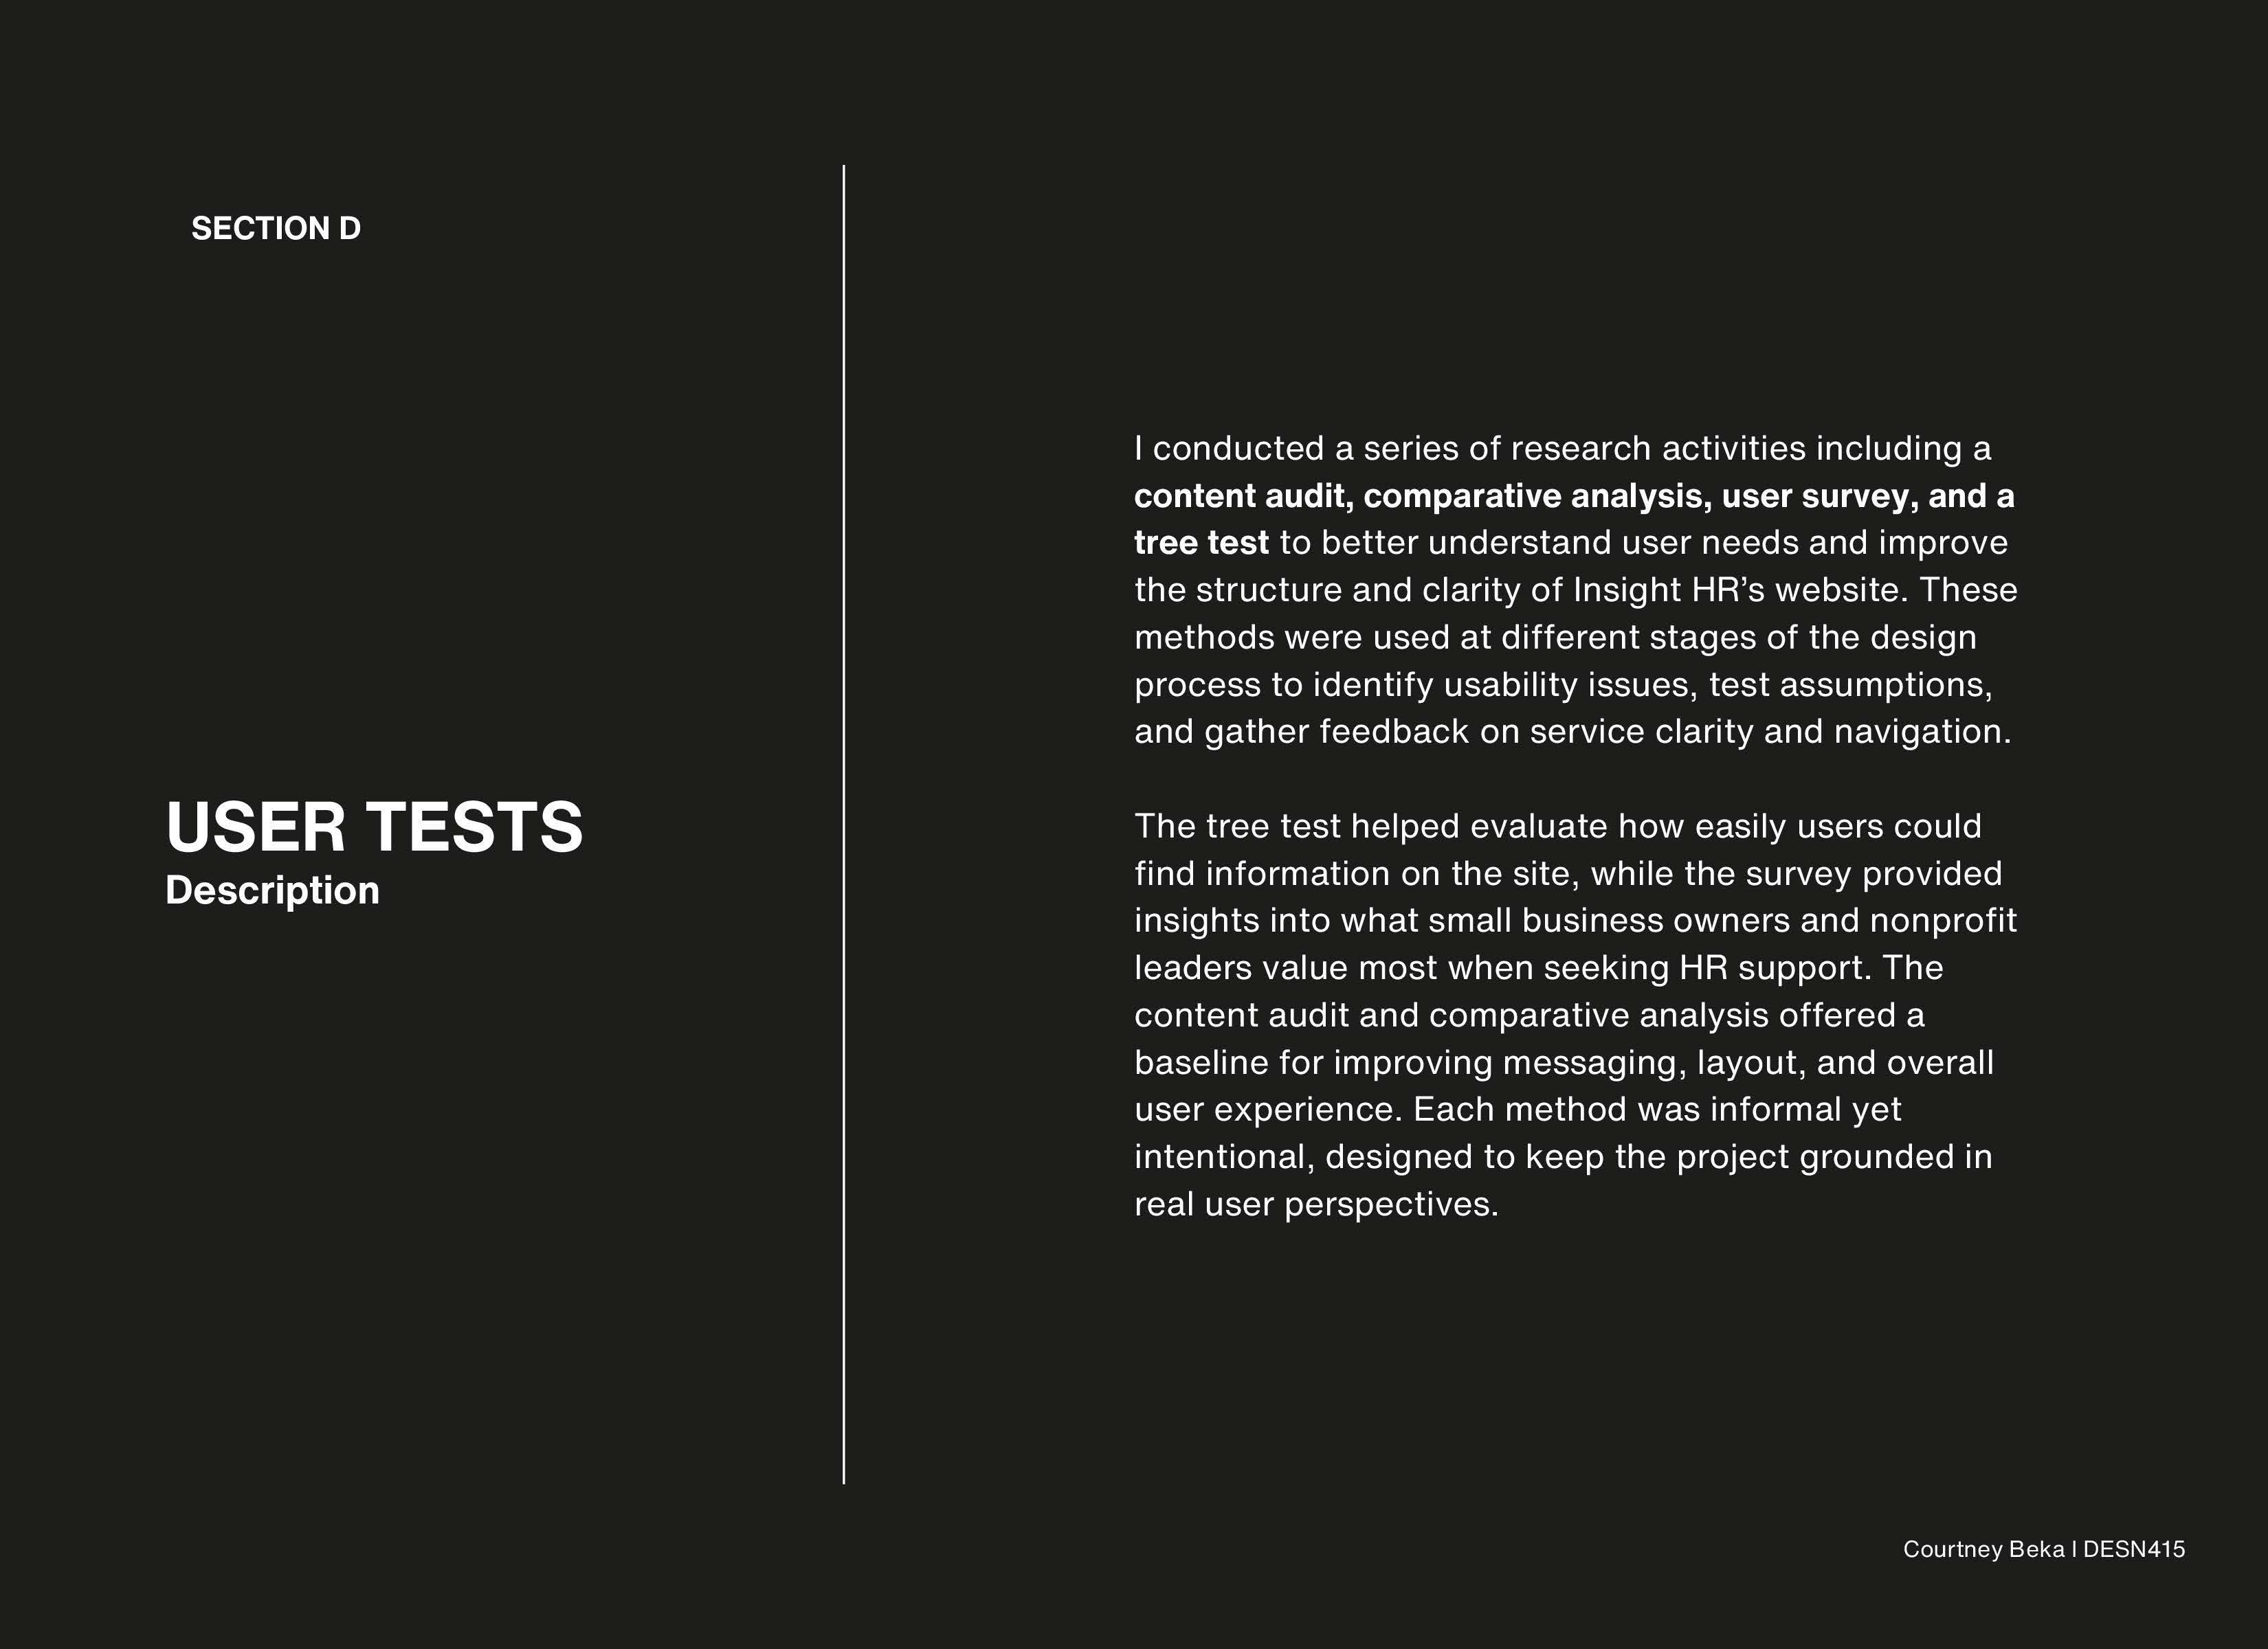 SECTION D
USER TESTS
Description
I conducted a series of research activities including a
content audit, comparative analysis, user survey, and a
tree test to better understand user needs and improve
the structure and clarity of Insight HR’s website. These
methods were used at different stages of the design
process to identify usability issues, test assumptions,
and gather feedback on service clarity and navigation.
The tree test helped evaluate how easily users could
find information on the site, while the survey provided
insights into what small business owners and nonprofit
leaders value most when seeking HR support. The
content audit and comparative analysis offered a
baseline for improving messaging, layout, and overall
user experience. Each method was informal yet
intentional, designed to keep the project grounded in
real user perspectives.
Courtney Beka | DESN415